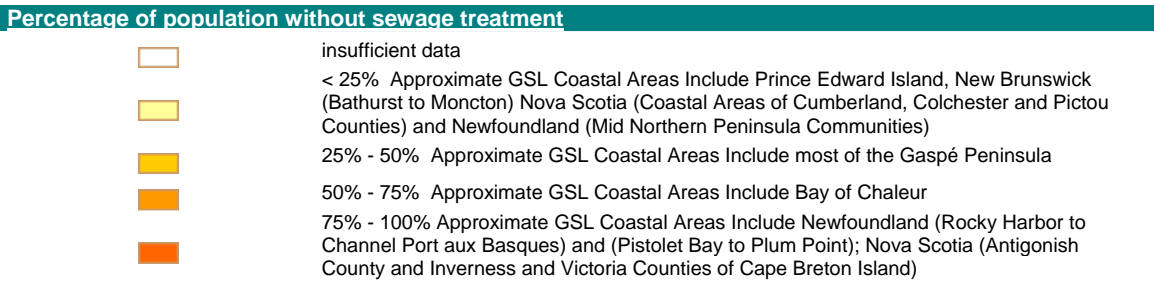 Percentage of population without sewage treatment
insufficient data
< 25% Approximate GSL Coastal Areas Include Prince Edward Island, New Brunswick
(Bathurst to Moncton) Nova Scotia (Coastal Areas of Cumberland, Colchester and Pictou
Counties) and Newfoundland (Mid Northern Peninsula Communities)
25% - 50% Approximate GSL Coastal Areas Include most of the Gaspé Peninsula
50% - 75% Approximate GSL Coastal Areas Include Bay of Chaleur
75% - 100% Approximate GSL Coastal Areas Include Newfoundland (Rocky Harbor to
Channel Port aux Basques) and (Pistolet Bay to Plum Point); Nova Scotia (Antigonish
County and Inverness and Victoria Counties of Cape Breton Island)